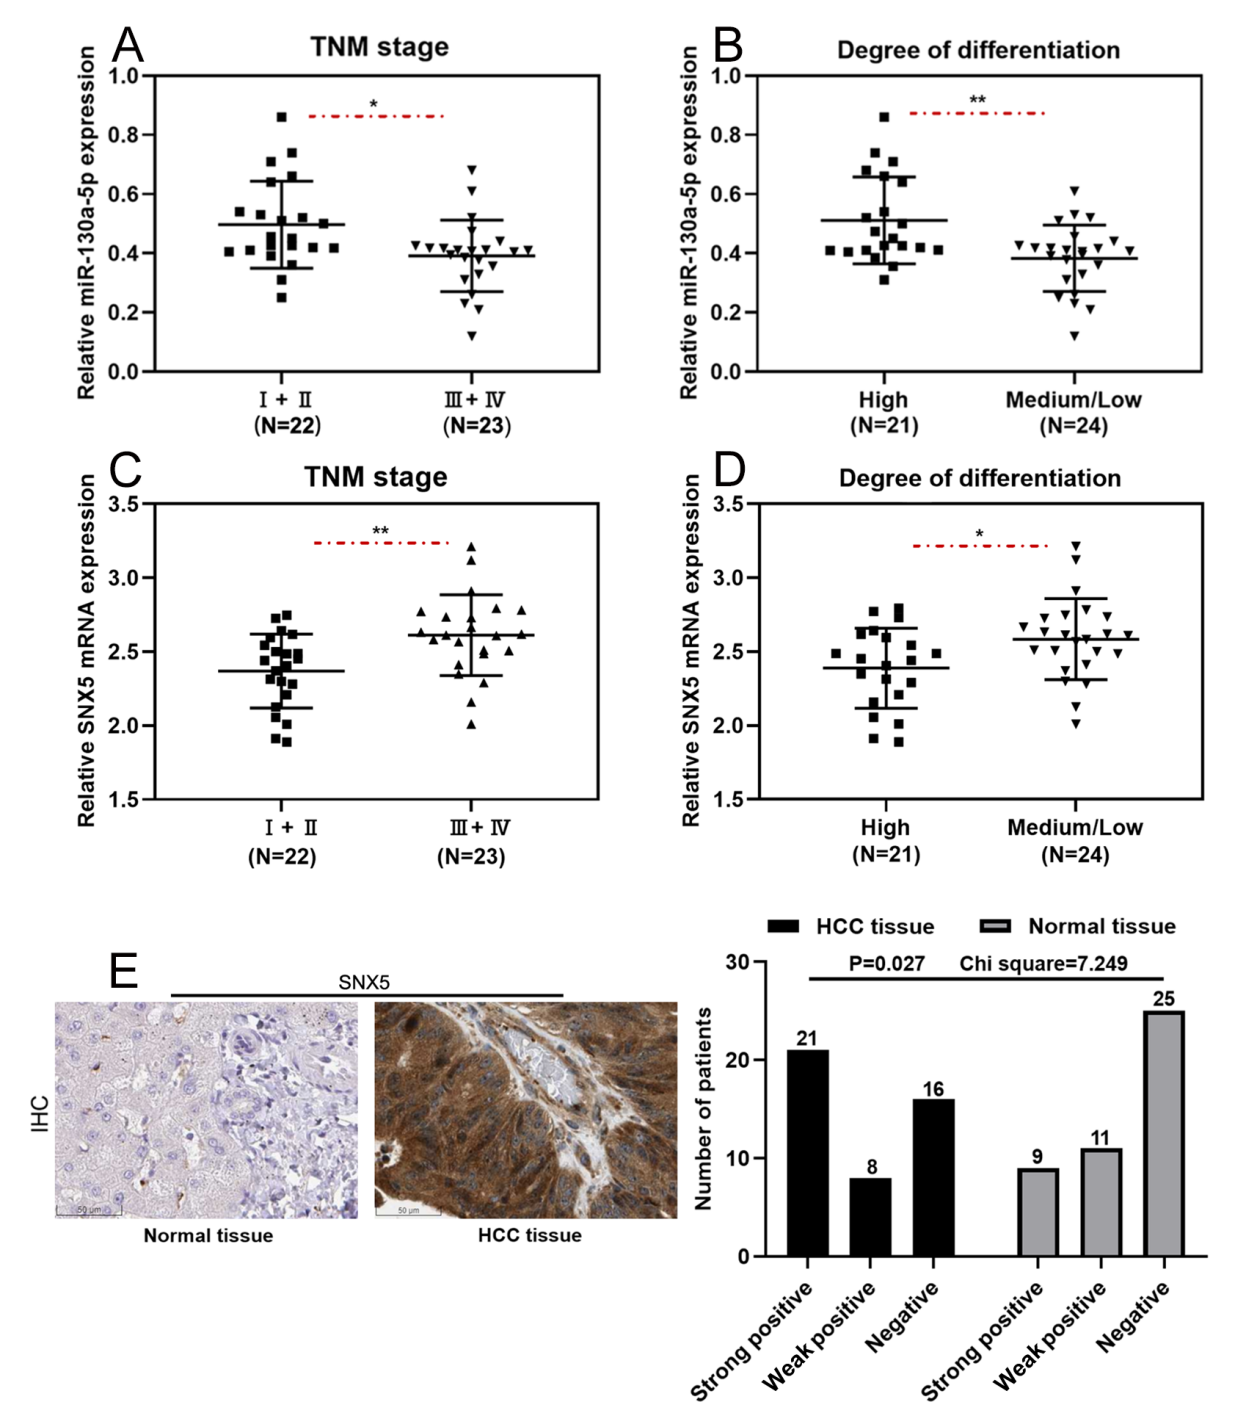 A
TNM stage
Relative miR-130a-5p expression
1.0
0.8
0.6
0.4
0.2
0.0
*
Ⅰ + Ⅱ
(N=22)
Ⅲ + Ⅳ
(N=23)
B
Degree of differentiation
Relative miR-130a-5p expression
1.0
0.8
0.6
0.4
0.2
0.0
**
High
(N=21)
Medium/Low
(N=24)
C
TNM stage
Relative SNX5 mRNA expression
3.5
3.0
2.5
2.0
1.5
**
Ⅰ + Ⅱ
(N=22)
Ⅲ + Ⅳ
(N=23)
D
Degree of differentiation
Relative SNX5 mRNA expression
3.5
3.0
2.5
2.0
1.5
*
High
(N=21)
Medium/Low
(N=24)
E
SNX5
IHC
50 µm
50 µm
Normal tissue
HCC tissue
HCC tissue
Normal tissue
P=0.027 Chi square=7.249
Number of patients
30
20
10
0
21
8
16
9
11
25
Strong positive
Weak positive
Negative
Strong positive
Weak positive
Negative